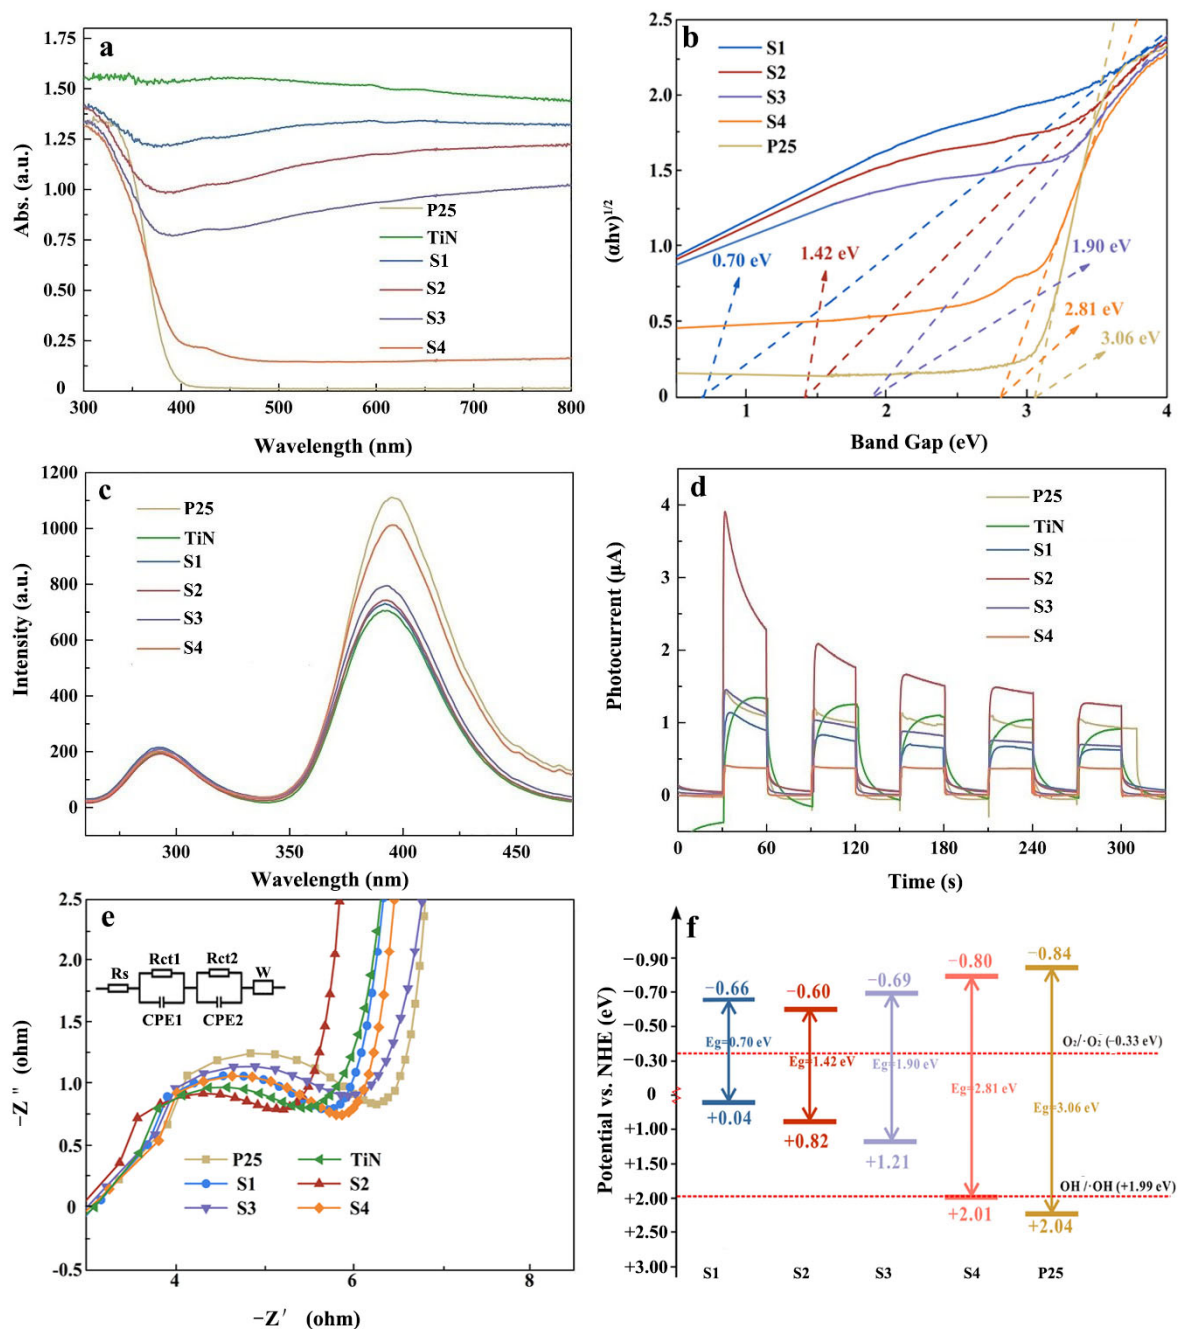 a
1.75
1.50
1.25
1.00
0.75
0.50
0.25
0
Abs. (a.u.)
P25
TiN
S1
S2
S3
S4
300 400 500 600 700 800
Wavelength (nm)
b
2.5
2.0
1.5
1.0
0.5
0
(αhν)1/2
S1
S2
S3
S4
P25
0.70 eV
1.42 eV
1.90 eV
2.81 eV
3.06 eV
1 2 3 4
Band Gap (eV)
c
1200
1000
800
600
400
200
0
Intensity (a.u.)
P25
TiN
S1
S2
S3
S4
300 350 400 450
Wavelength (nm)
d
4
3
2
1
0
Photocurrent (μA)
P25
TiN
S1
S2
S3
S4
0 60 120 180 240 300
Time (s)
e
2.5
2.0
1.5
1.0
0.5
0
-0.5
−Z'' (ohm)
Rs Rct1 Rct2 W
CPE1 CPE2
P25 TiN
S1 S2
S3 S4
4 6 8
−Z' (ohm)
f
−0.90
−0.70
−0.50
−0.30
0
+1.00
+1.50
+2.00
+2.50
+3.00
Potential vs. NHE (eV)
−0.66 −0.60 −0.69 −0.80 −0.84
O₂/·O₂⁻ (−0.33 eV)
Eg=0.70 eV
Eg=1.42 eV
Eg=1.90 eV
Eg=2.81 eV
Eg=3.06 eV
+0.04 +0.82 +1.21 +2.01 +2.04
OH⁻/·OH (+1.99 eV)
S1 S2 S3 S4 P25